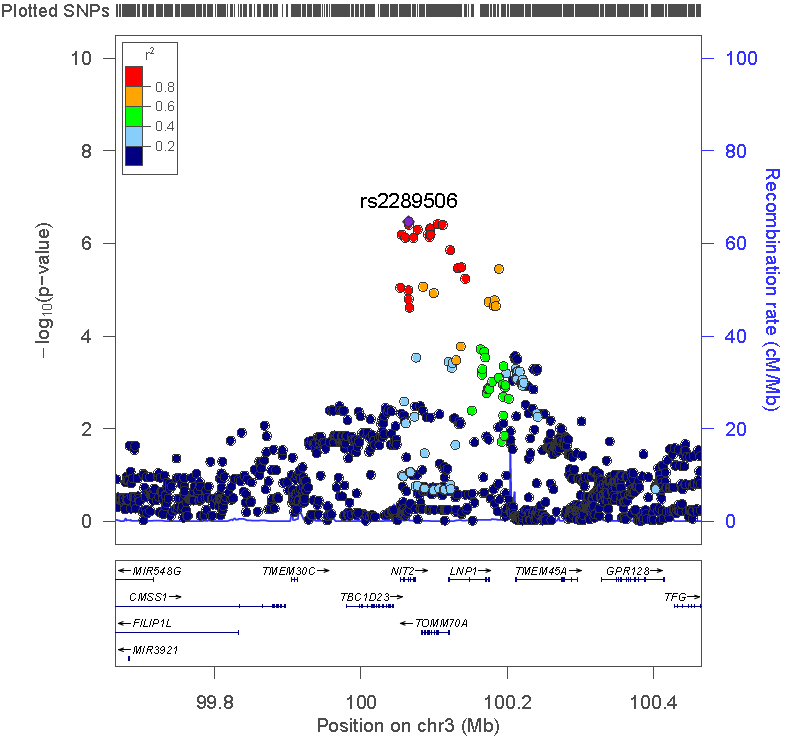 Plotted SNPs
r2
0.8
0.6
0.4
0.2
rs2289506
10
8
6
4
2
0
−log10(p−value)
100
80
60
40
20
0
Recombination rate (cM/Mb)
←MIR548G
TMEM30C→
NIT2→
LNP1→
TMEM45A→
GPR128→
CMSS1→
TBC1D23→
TFG→
←FILIP1L
←TOMM70A
←MIR3921
99.8
100
100.2
100.4
Position on chr3 (Mb)